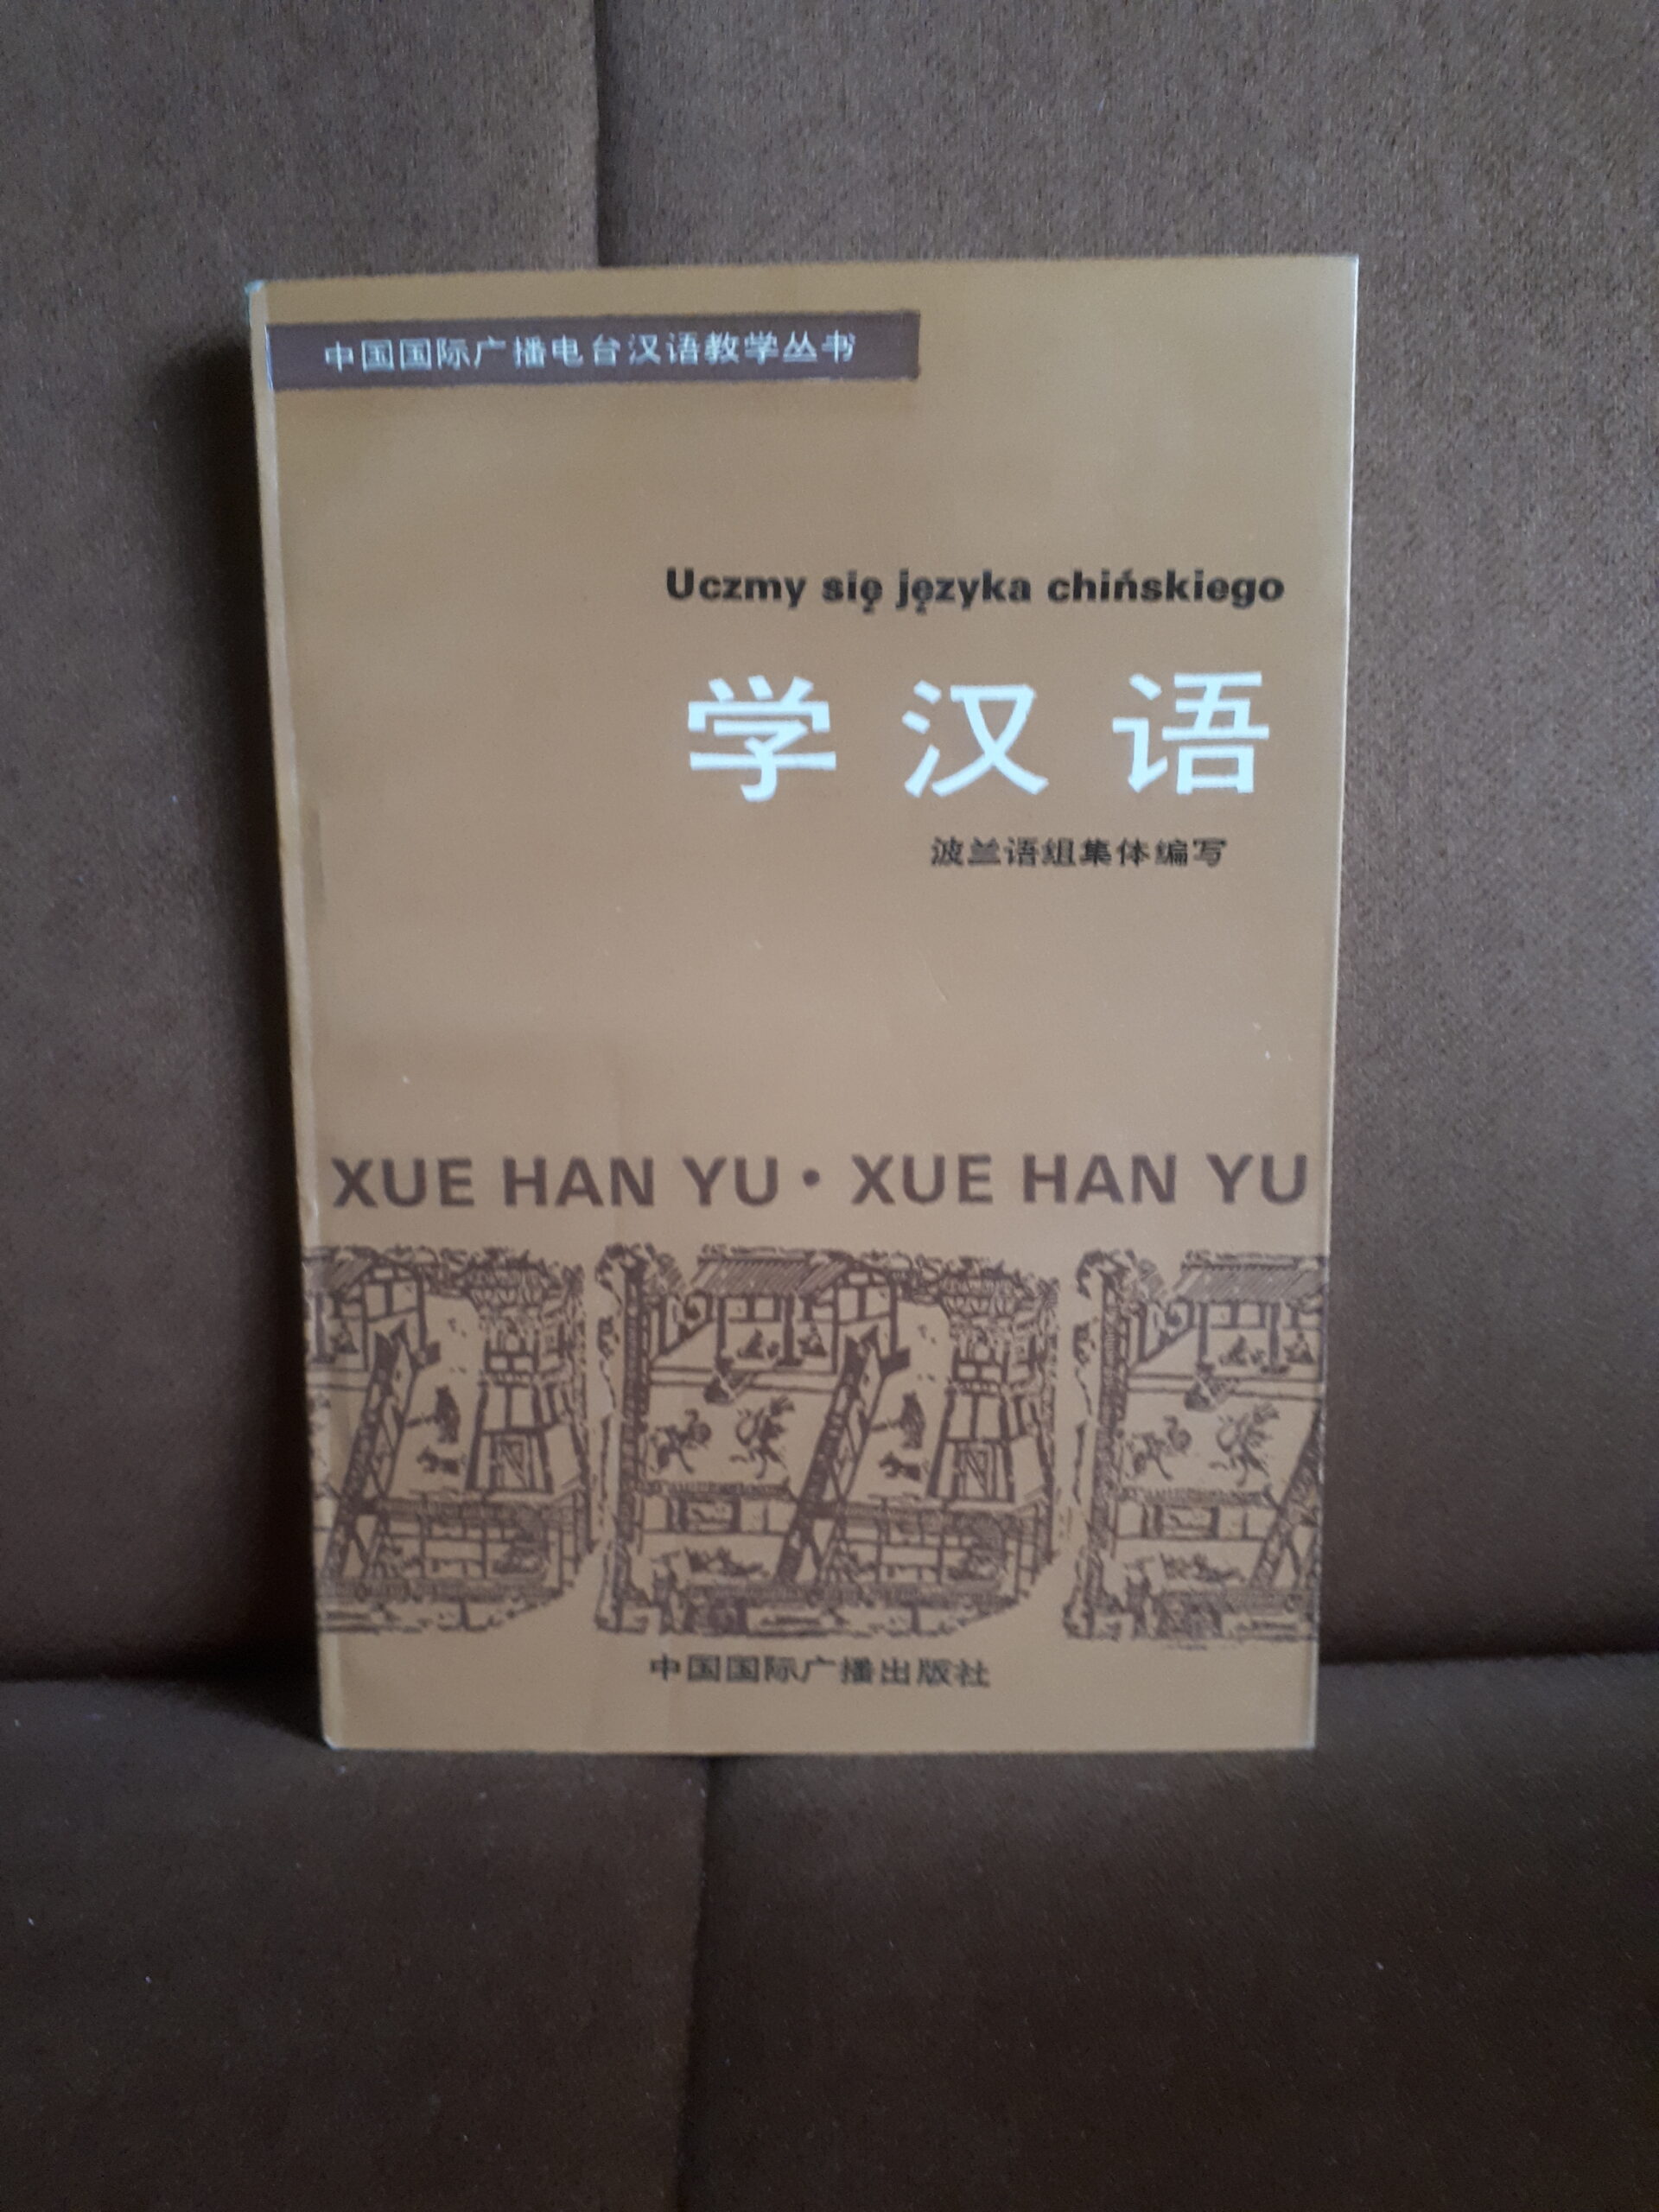 中国国际广播电台汉语教学丛书
Uczmy się języka chińskiego
学汉语
波兰语组集体编写
XUE HAN YU • XUE HAN YU
中国国际广播出版社